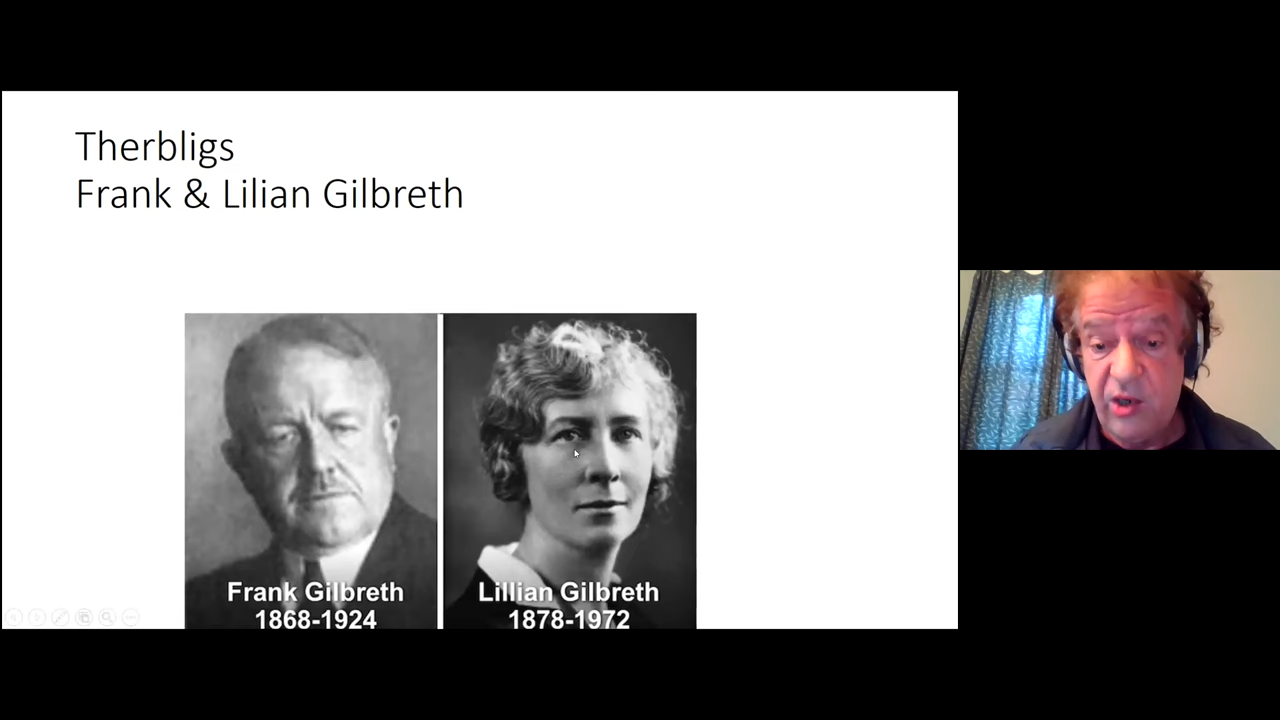 Therbligs
Frank & Lilian Gilbreth
Frank Gilbreth
1868-1924
Lillian Gilbreth
1878-1972